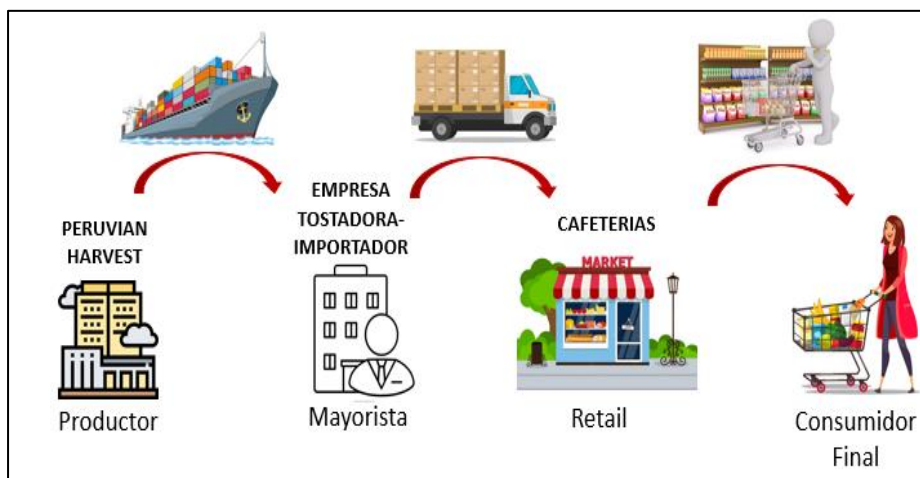 PERUVIAN
HARVEST
EMPRESA
TOSTADORA-
IMPORTADOR
CAFETERIAS
MARKET
Productor
Mayorista
Retail
Consumidor
Final